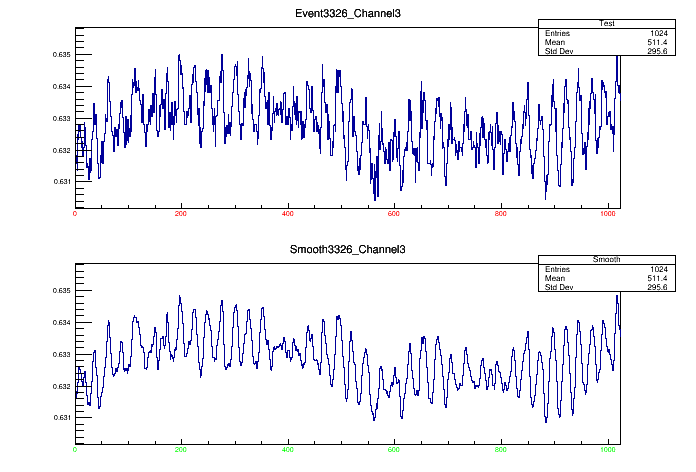 Event3326_Channel3
Test
Entries 1024
Mean 511.4
Std Dev 295.6
0.635
0.634
0.633
0.632
0.631
0 200 400 600 800 1000
Smooth3326_Channel3
Smooth
Entries 1024
Mean 511.4
Std Dev 295.6
0.635
0.634
0.633
0.632
0.631
0 200 400 600 800 1000